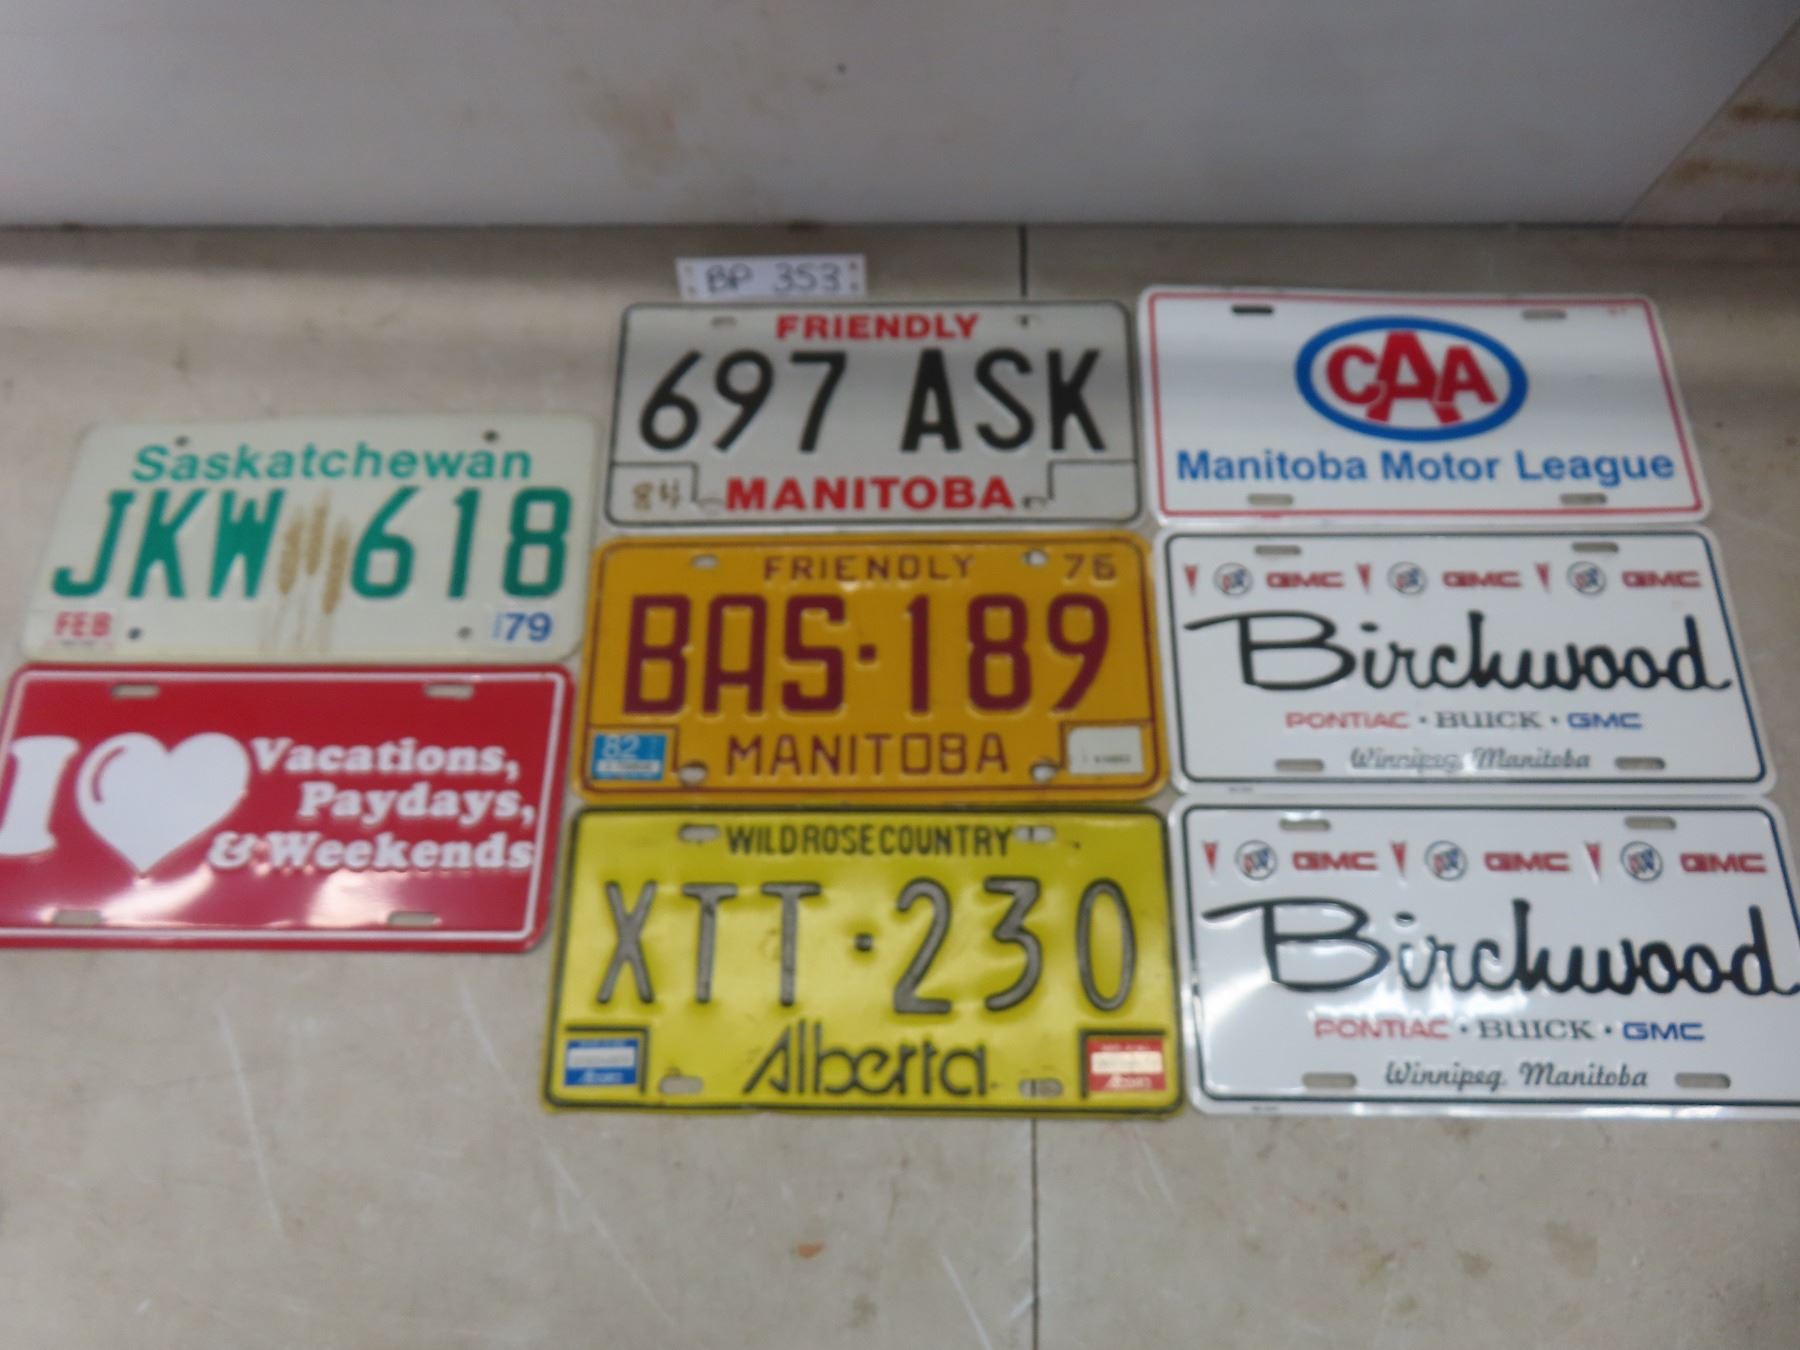 BP 353
Saskatchewan
JKW 618
FEB 79
I ♥ Vacations,
Paydays,
& Weekends
FRIENDLY
697 ASK
84 MANITOBA
FRIENDLY 76
BAS·189
82 MANITOBA
WILD ROSE COUNTRY
XTT·230
Alberta
CAA
Manitoba Motor League
GMC GMC GMC
Birchwood
PONTIAC · BUICK · GMC
Winnipeg, Manitoba
GMC GMC GMC
Birchwood
PONTIAC · BUICK · GMC
Winnipeg, Manitoba